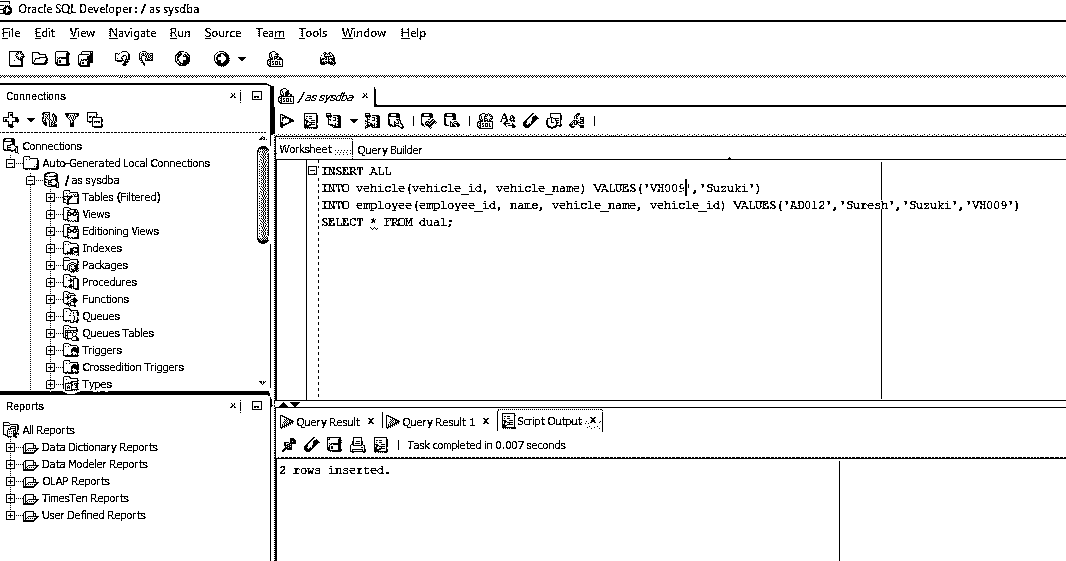 Oracle SQL Developer : / as sysdba
File Edit View Navigate Run Source Team Tools Window Help
Connections
Connections
Auto-Generated Local Connections
/ as sysdba
Tables (Filtered)
Views
Editioning Views
Indexes
Packages
Procedures
Functions
Queues
Queues Tables
Triggers
Crossedition Triggers
Types
Reports
All Reports
Data Dictionary Reports
Data Modeler Reports
OLAP Reports
TimesTen Reports
User Defined Reports
/ as sysdba
Worksheet Query Builder
INSERT ALL
INTO vehicle(vehicle_id, vehicle_name) VALUES('VH009','Suzuki')
INTO employee(employee_id, name, vehicle_name, vehicle_id) VALUES('AD012','Suresh','Suzuki','VH009')
SELECT * FROM dual;
Query Result Query Result 1 Script Output
Task completed in 0.007 seconds
2 rows inserted.